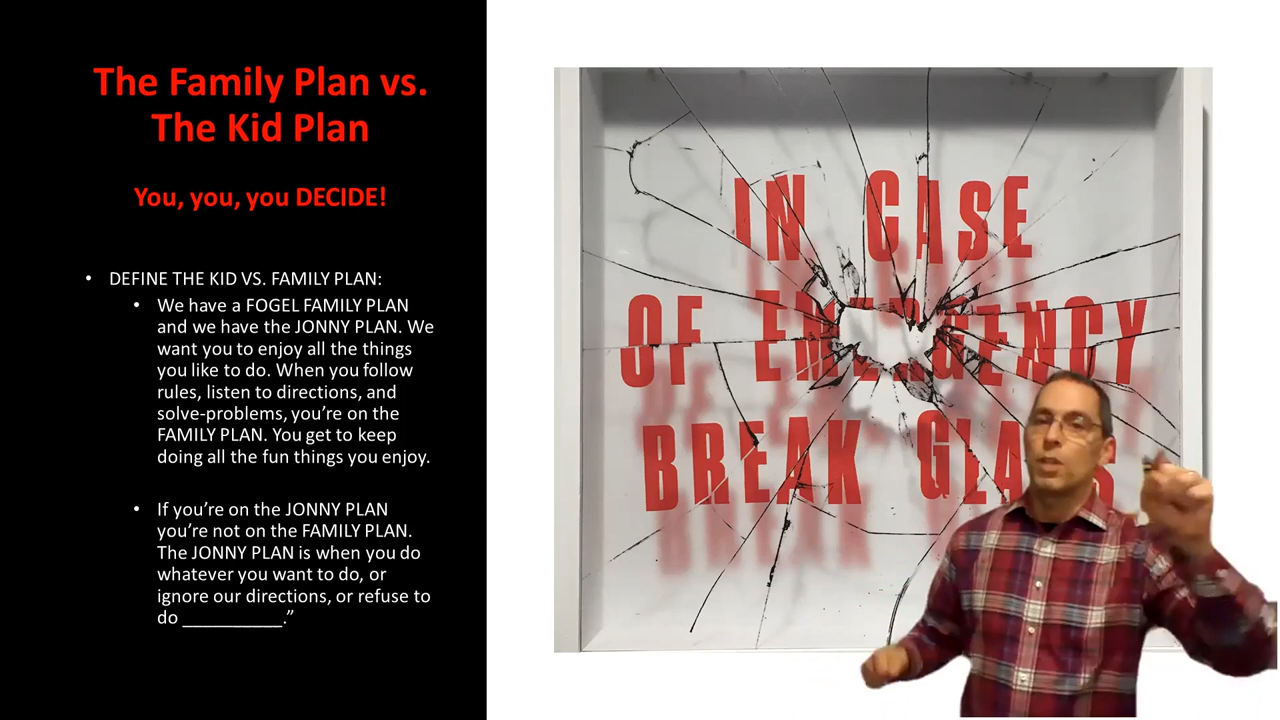 The Family Plan vs.
The Kid Plan
You, you, you DECIDE!
• DEFINE THE KID VS. FAMILY PLAN:
• We have a FOGEL FAMILY PLAN
and we have the JONNY PLAN. We
want you to enjoy all the things
you like to do. When you follow
rules, listen to directions, and
solve-problems, you’re on the
FAMILY PLAN. You get to keep
doing all the fun things you enjoy.
• If you’re on the JONNY PLAN
you’re not on the FAMILY PLAN.
The JONNY PLAN is when you do
whatever you want to do, or
ignore our directions, or refuse to
do __________.”
IN CASE
OF EMERGENCY
BREAK GLASS